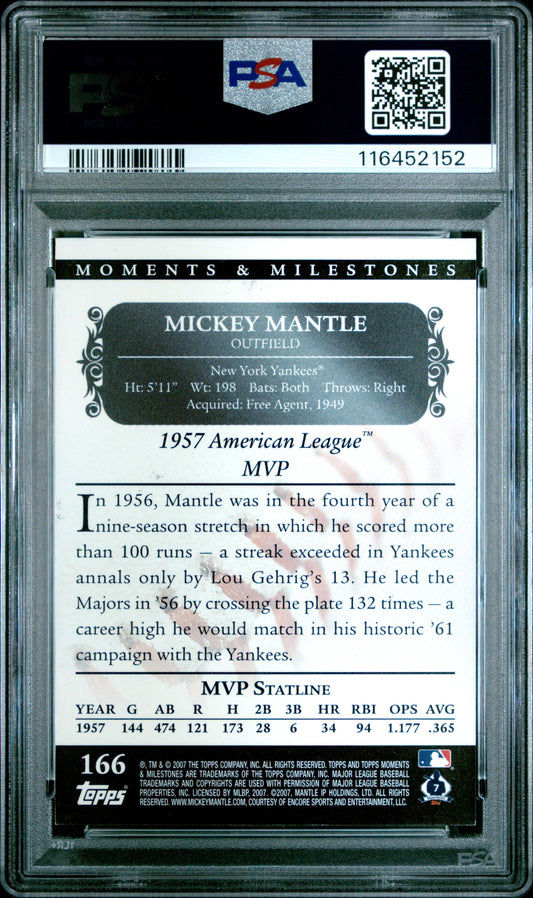 PSA
116452152
MOMENTS & MILESTONES
MICKEY MANTLE
OUTFIELD
New York Yankees®
Ht: 5'11" Wt: 198 Bats: Both Throws: Right
Acquired: Free Agent, 1949
1957 American League™
MVP
In 1956, Mantle was in the fourth year of a
nine-season stretch in which he scored more
than 100 runs – a streak exceeded in Yankees
annals only by Lou Gehrig's 13. He led the
Majors in '56 by crossing the plate 132 times – a
career high he would match in his historic '61
campaign with the Yankees.
MVP STATLINE
YEAR G AB R H 2B 3B HR RBI OPS AVG
1957 144 474 121 173 28 6 34 94 1.177 .365
166
Topps
®, TM & © 2007 THE TOPPS COMPANY, INC. ALL RIGHTS RESERVED. TOPPS AND TOPPS MOMENTS
& MILESTONES ARE TRADEMARKS OF THE TOPPS COMPANY, INC. MAJOR LEAGUE BASEBALL
TRADEMARKS AND COPYRIGHTS ARE USED WITH PERMISSION OF MAJOR LEAGUE BASEBALL
PROPERTIES, INC. LICENSED BY MLBP, 2007. ©2007, MANTLE IP HOLDINGS, LTD. ALL RIGHTS
RESERVED. WWW.MICKEYMANTLE.COM, COURTESY OF ENCORE SPORTS AND ENTERTAINMENT, LLC.
7
PSA